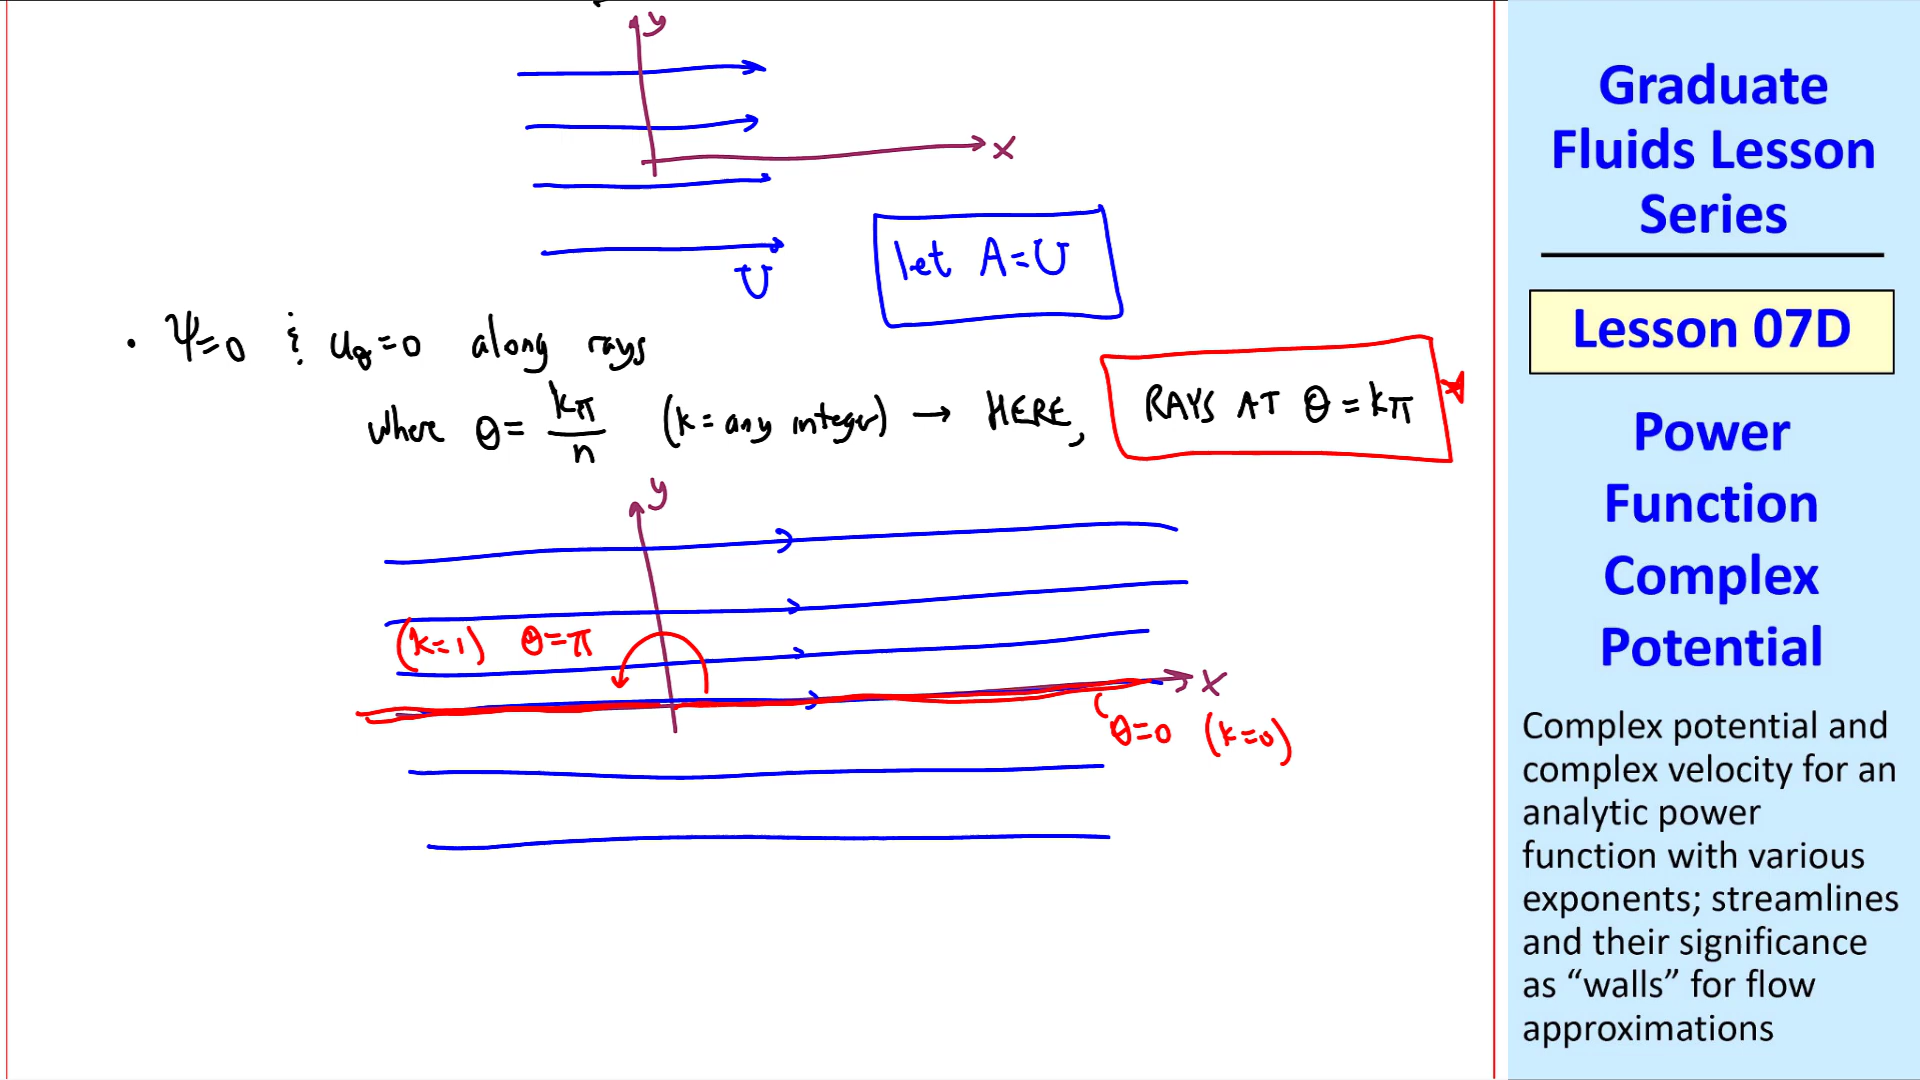 y
x
U
let A=U
• Ψ=0 & u_θ=0 along rays
where θ= kπ/n (k= any integer) → HERE, RAYS AT θ=kπ
y
(k=1) θ=π
x
θ=0 (k=0)
Graduate
Fluids Lesson
Series
Lesson 07D
Power
Function
Complex
Potential
Complex potential and
complex velocity for an
analytic power
function with various
exponents; streamlines
and their significance
as “walls” for flow
approximations